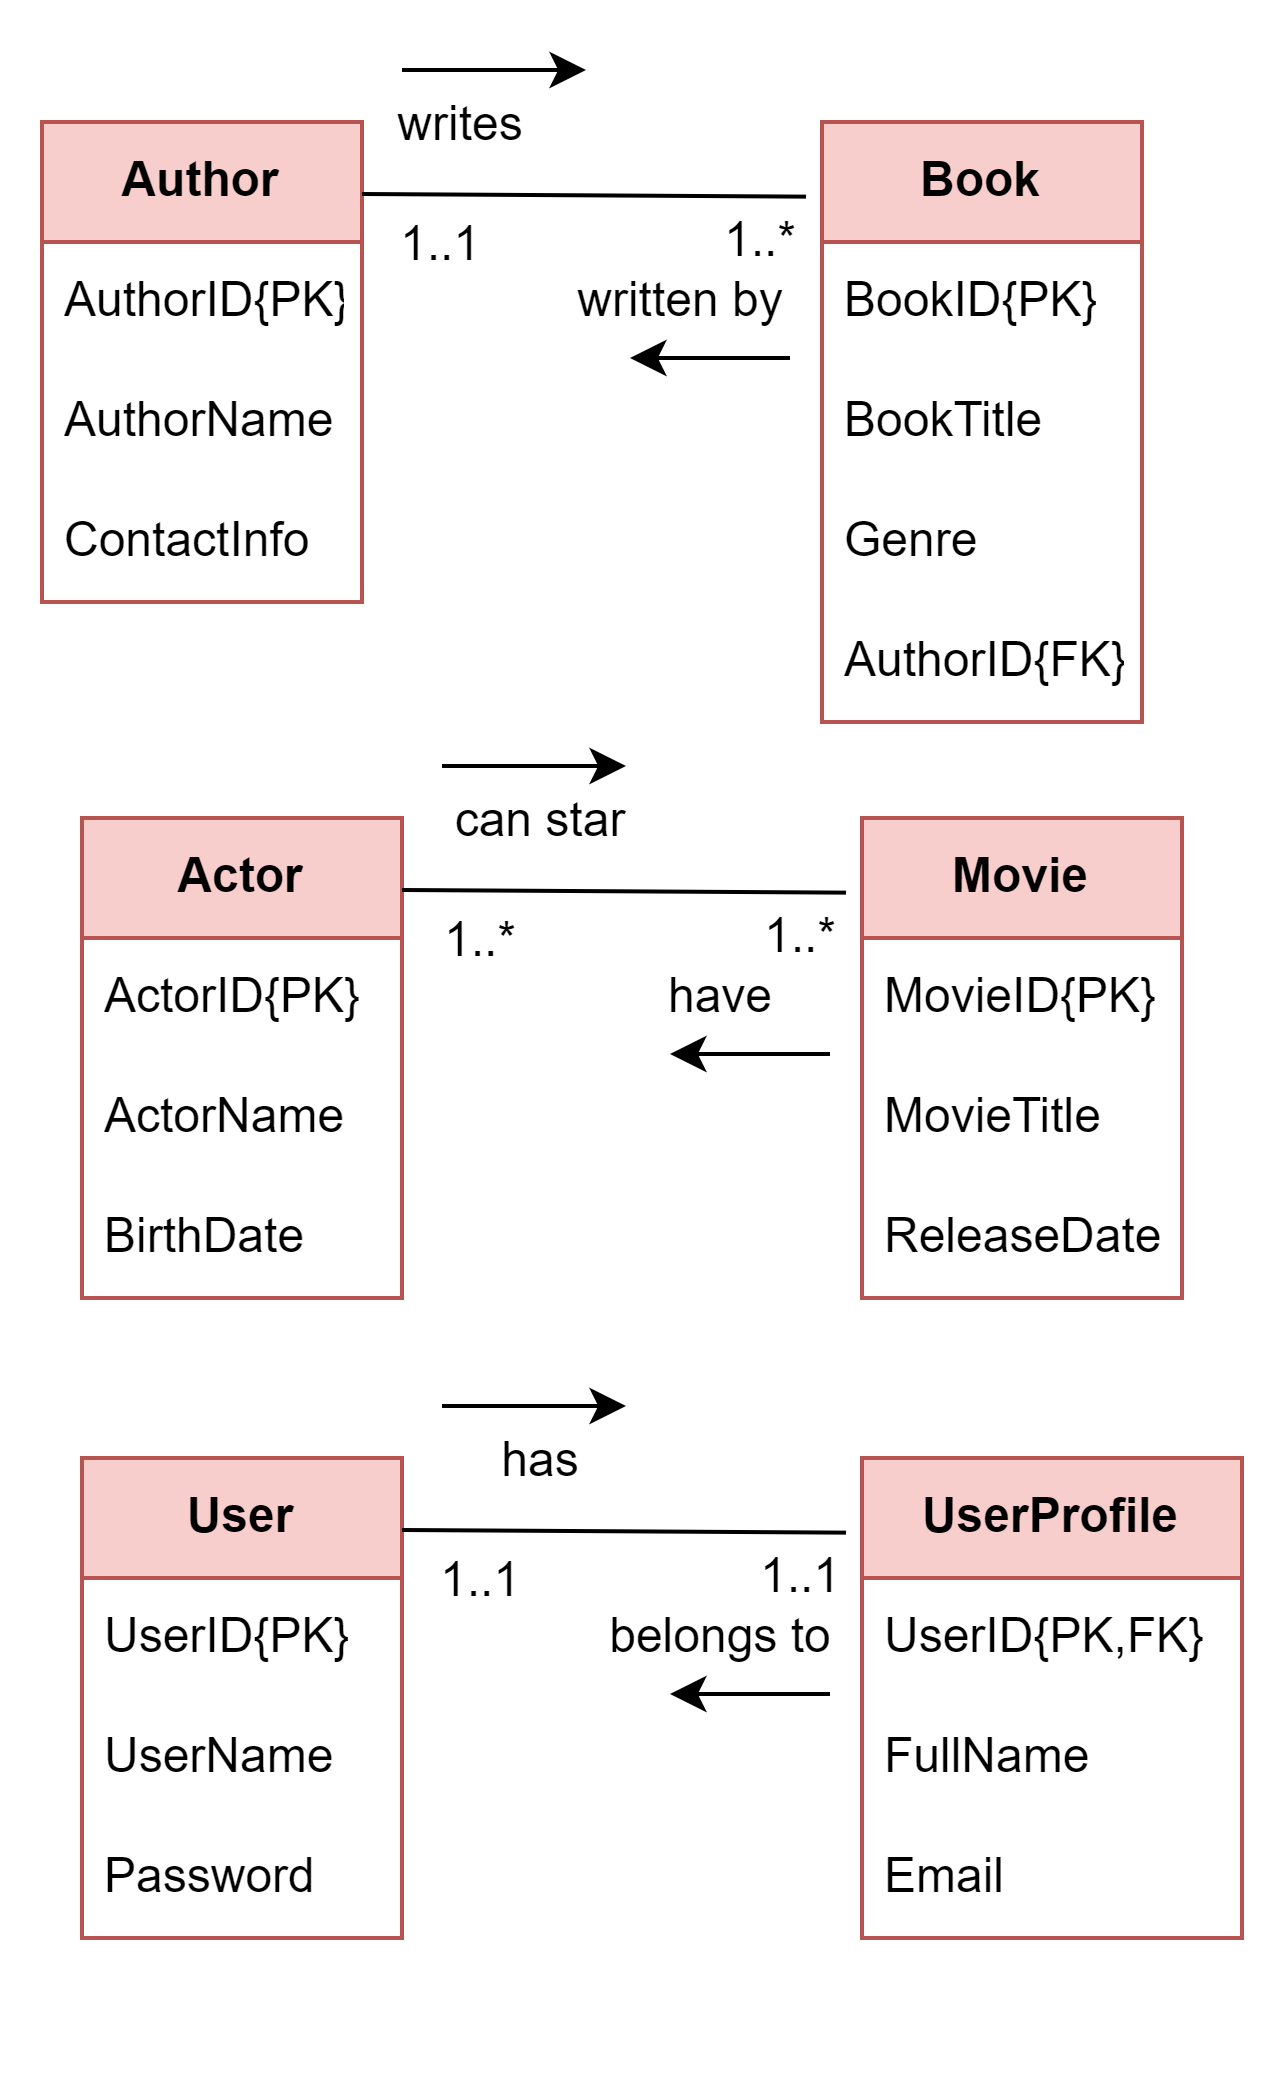 writes
Author
Book
1..1
1..*
written by
AuthorID{PK}
AuthorName
ContactInfo
BookID{PK}
BookTitle
Genre
AuthorID{FK}
can star
Actor
Movie
1..*
1..*
have
ActorID{PK}
ActorName
BirthDate
MovieID{PK}
MovieTitle
ReleaseDate
has
User
UserProfile
1..1
1..1
belongs to
UserID{PK}
UserName
Password
UserID{PK,FK}
FullName
Email